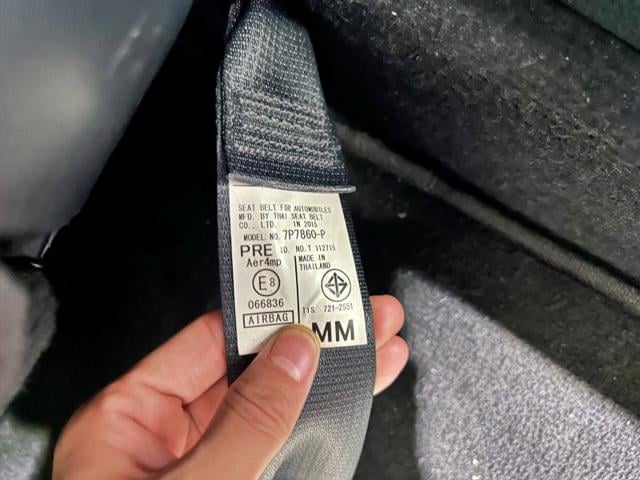 SEAT BELT FOR AUTOMOBILES
MFD. BY THAI SEAT BELT
CO., LTD. IN 2015
MODEL NO. 7P7860-P
PRE ID. NO. T 112715
Aer4mp
MADE IN
THAILAND
E8
066836
AIRBAG
TIS 721-2551
MM